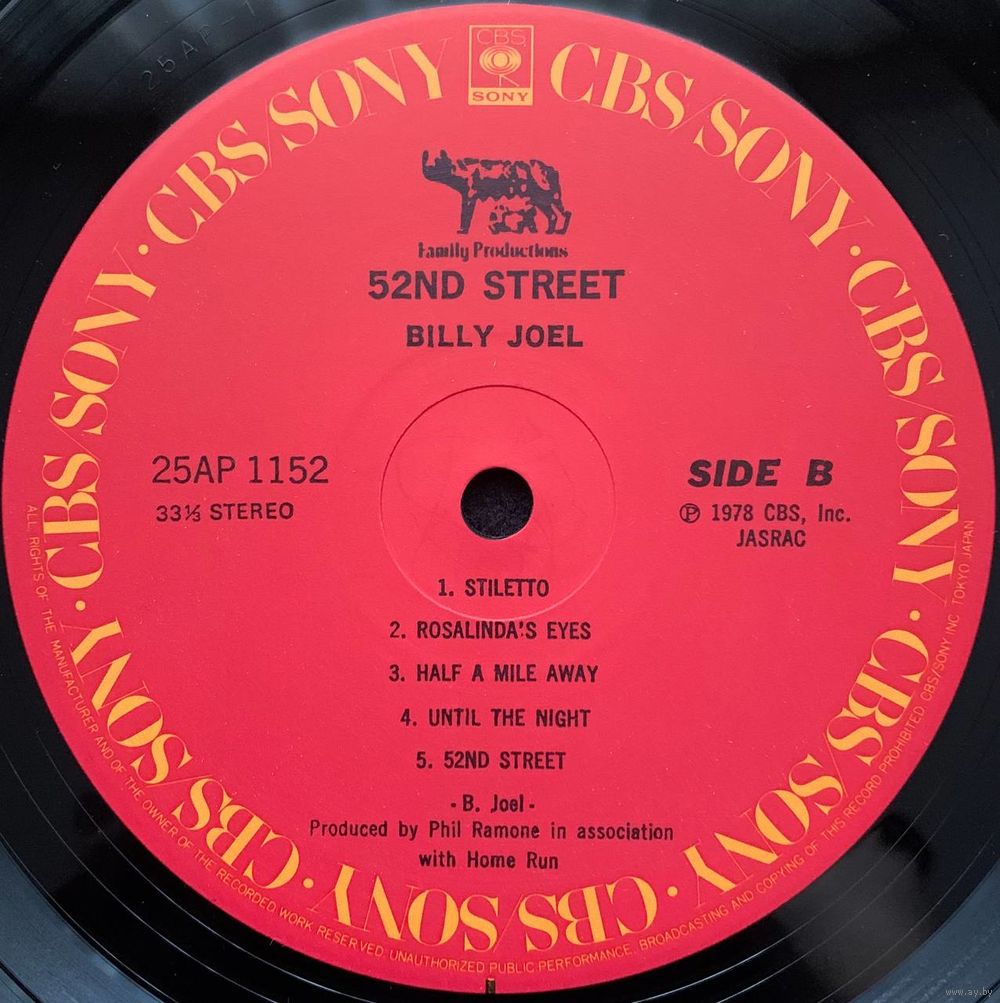 25AP-1
CBS
SONY
CBS/SONY · CBS/SONY · CBS/SONY · CBS/SONY · CBS/SONY · CBS/SONY · CBS/SONY · CBS/SONY
Family Productions
52ND STREET
BILLY JOEL
25AP 1152
33⅓ STEREO
SIDE B
Ⓟ 1978 CBS, Inc.
JASRAC
1. STILETTO
2. ROSALINDA'S EYES
3. HALF A MILE AWAY
4. UNTIL THE NIGHT
5. 52ND STREET
- B. Joel -
Produced by Phil Ramone in association
with Home Run
ALL RIGHTS OF THE MANUFACTURER AND OF THE OWNER OF THE RECORDED WORK RESERVED. UNAUTHORIZED PUBLIC PERFORMANCE, BROADCASTING AND COPYING OF THIS RECORD PROHIBITED CBS/SONY INC. TOKYO JAPAN
www.ay.by